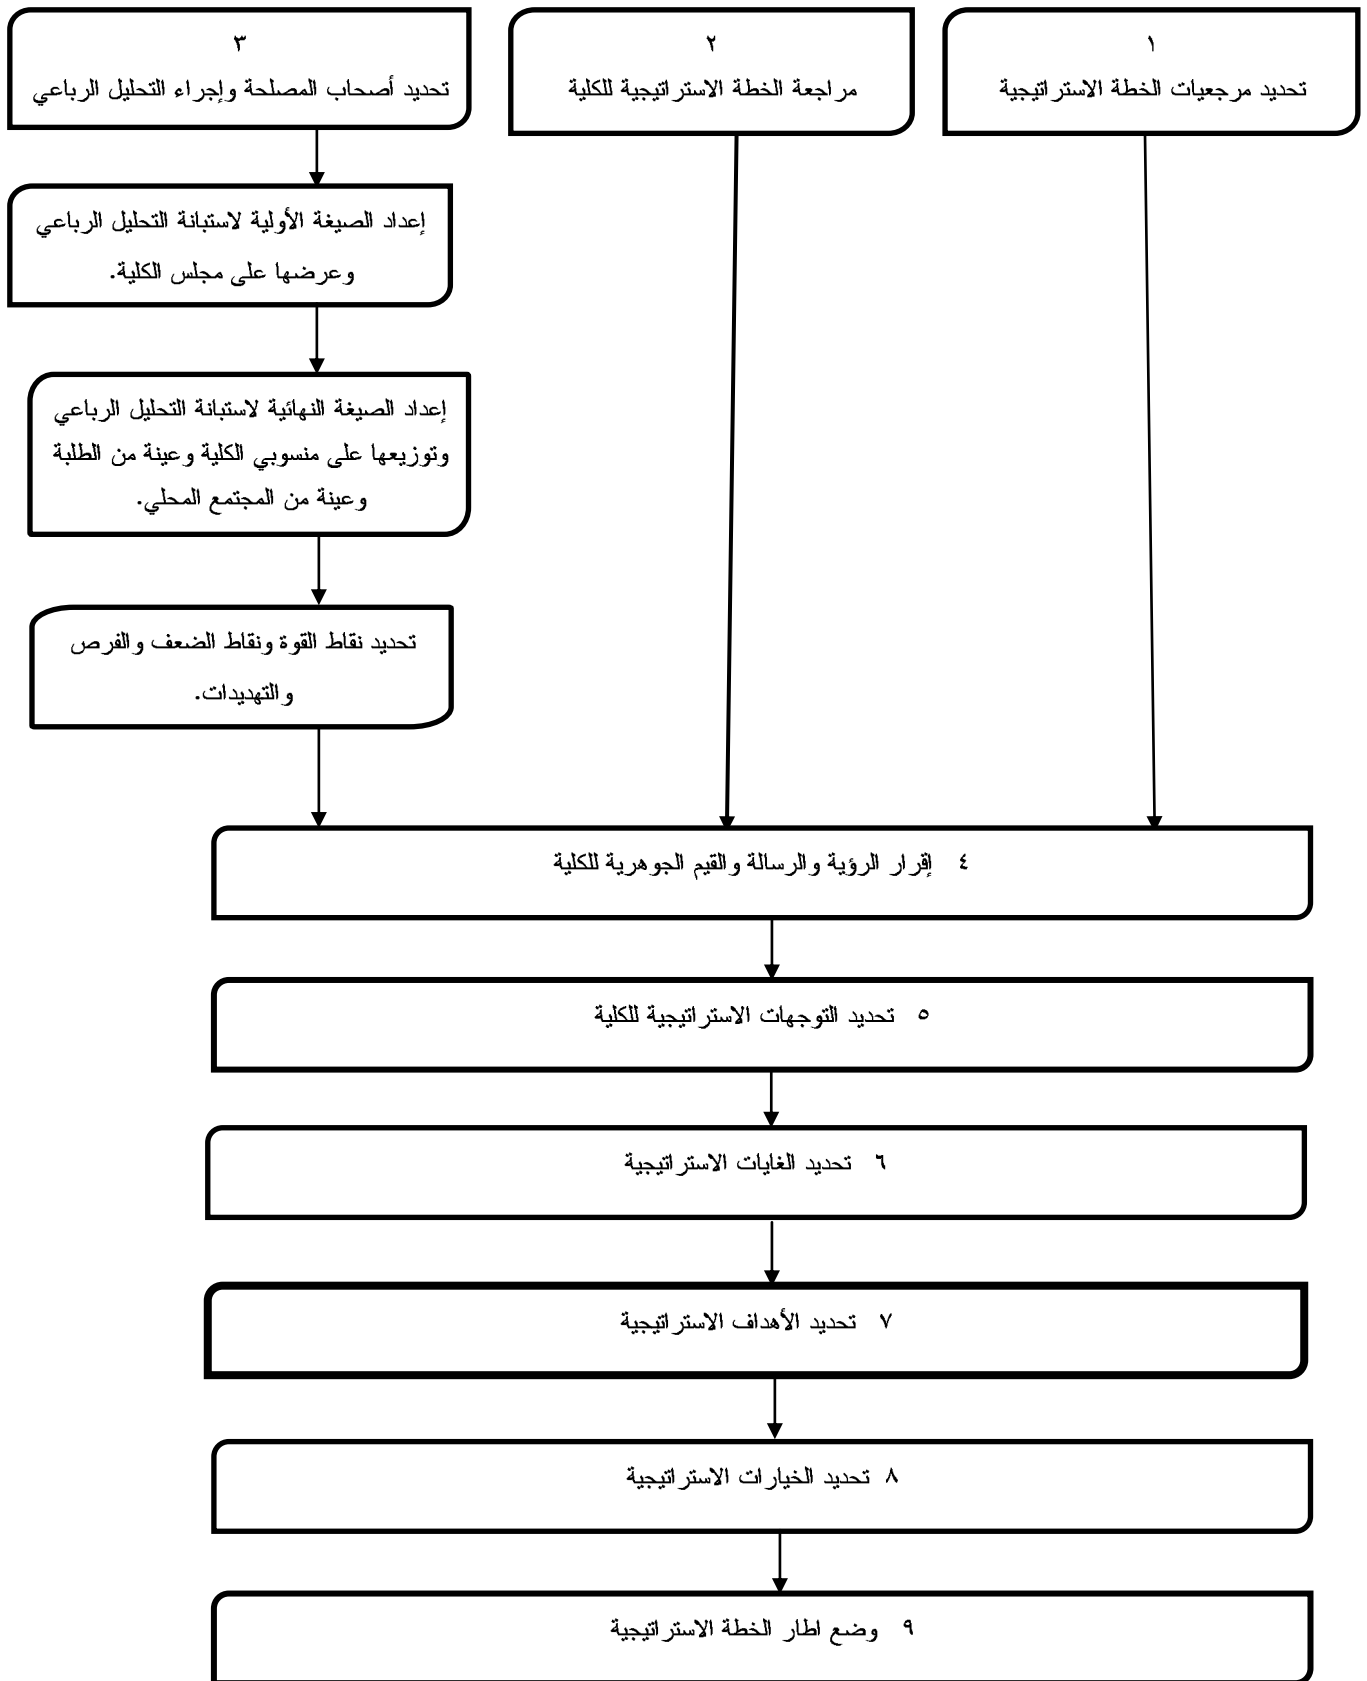 ١
تحديد مرجعيات الخطة الاستراتيجية
٢
مراجعة الخطة الاستراتيجية للكلية
٣
تحديد أصحاب المصلحة وإجراء التحليل الرباعي
إعداد الصيغة الأولية لاستبانة التحليل الرباعي
وعرضها على مجلس الكلية.
إعداد الصيغة النهائية لاستبانة التحليل الرباعي
وتوزيعها على منسوبي الكلية وعينة من الطلبة
وعينة من المجتمع المحلي.
تحديد نقاط القوة ونقاط الضعف والفرص
والتهديدات.
٤ إقرار الرؤية والرسالة والقيم الجوهرية للكلية
٥ تحديد التوجهات الاستراتيجية للكلية
٦ تحديد الغايات الاستراتيجية
٧ تحديد الأهداف الاستراتيجية
٨ تحديد الخيارات الاستراتيجية
٩ وضع اطار الخطة الاستراتيجية